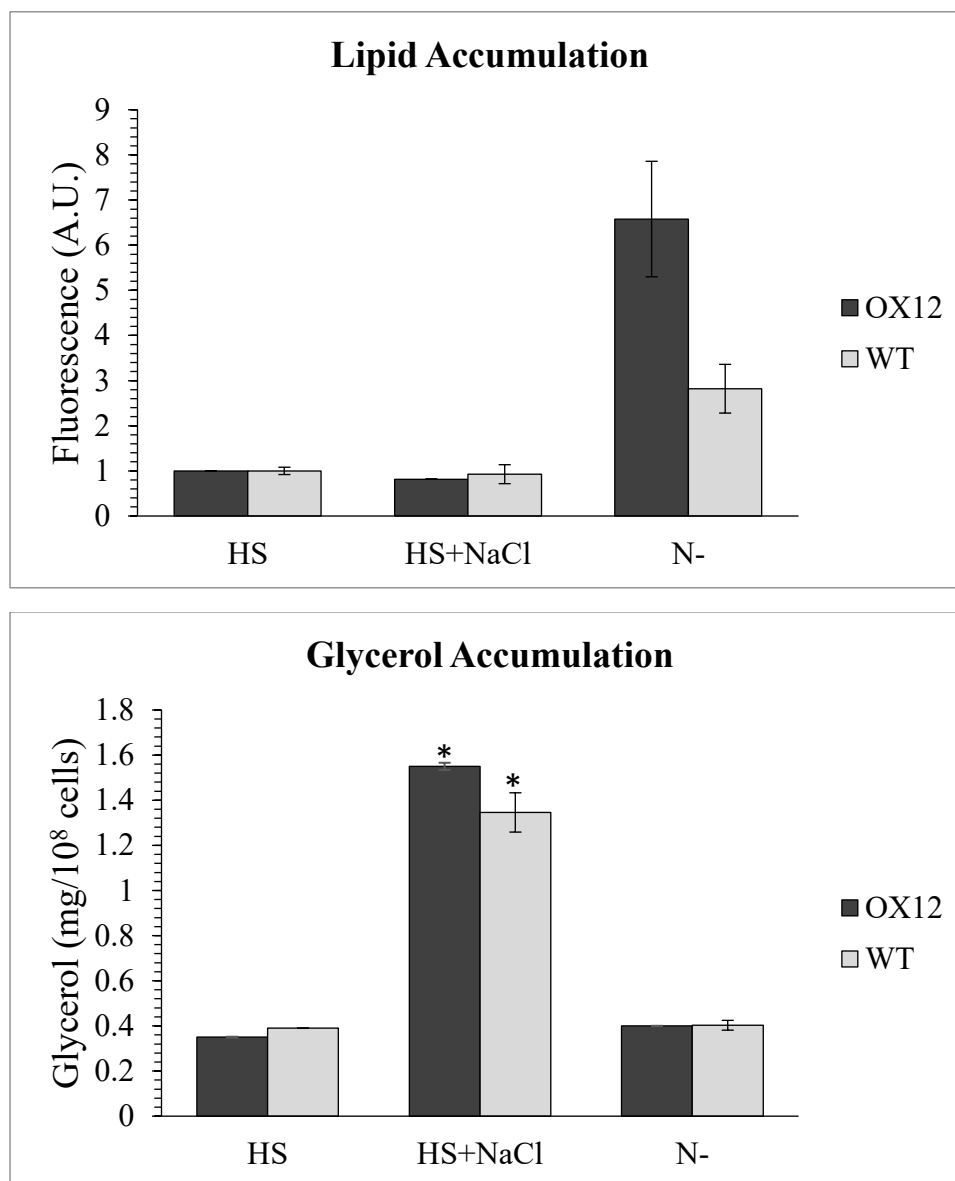 Lipid Accumulation
Fluorescence (A.U.)
9
8
7
6
5
4
3
2
1
0
HS HS+NaCl N-
OX12
WT
Glycerol Accumulation
Glycerol (mg/10⁸ cells)
1.8
1.6
1.4
1.2
1
0.8
0.6
0.4
0.2
0
* *
HS HS+NaCl N-
OX12
WT